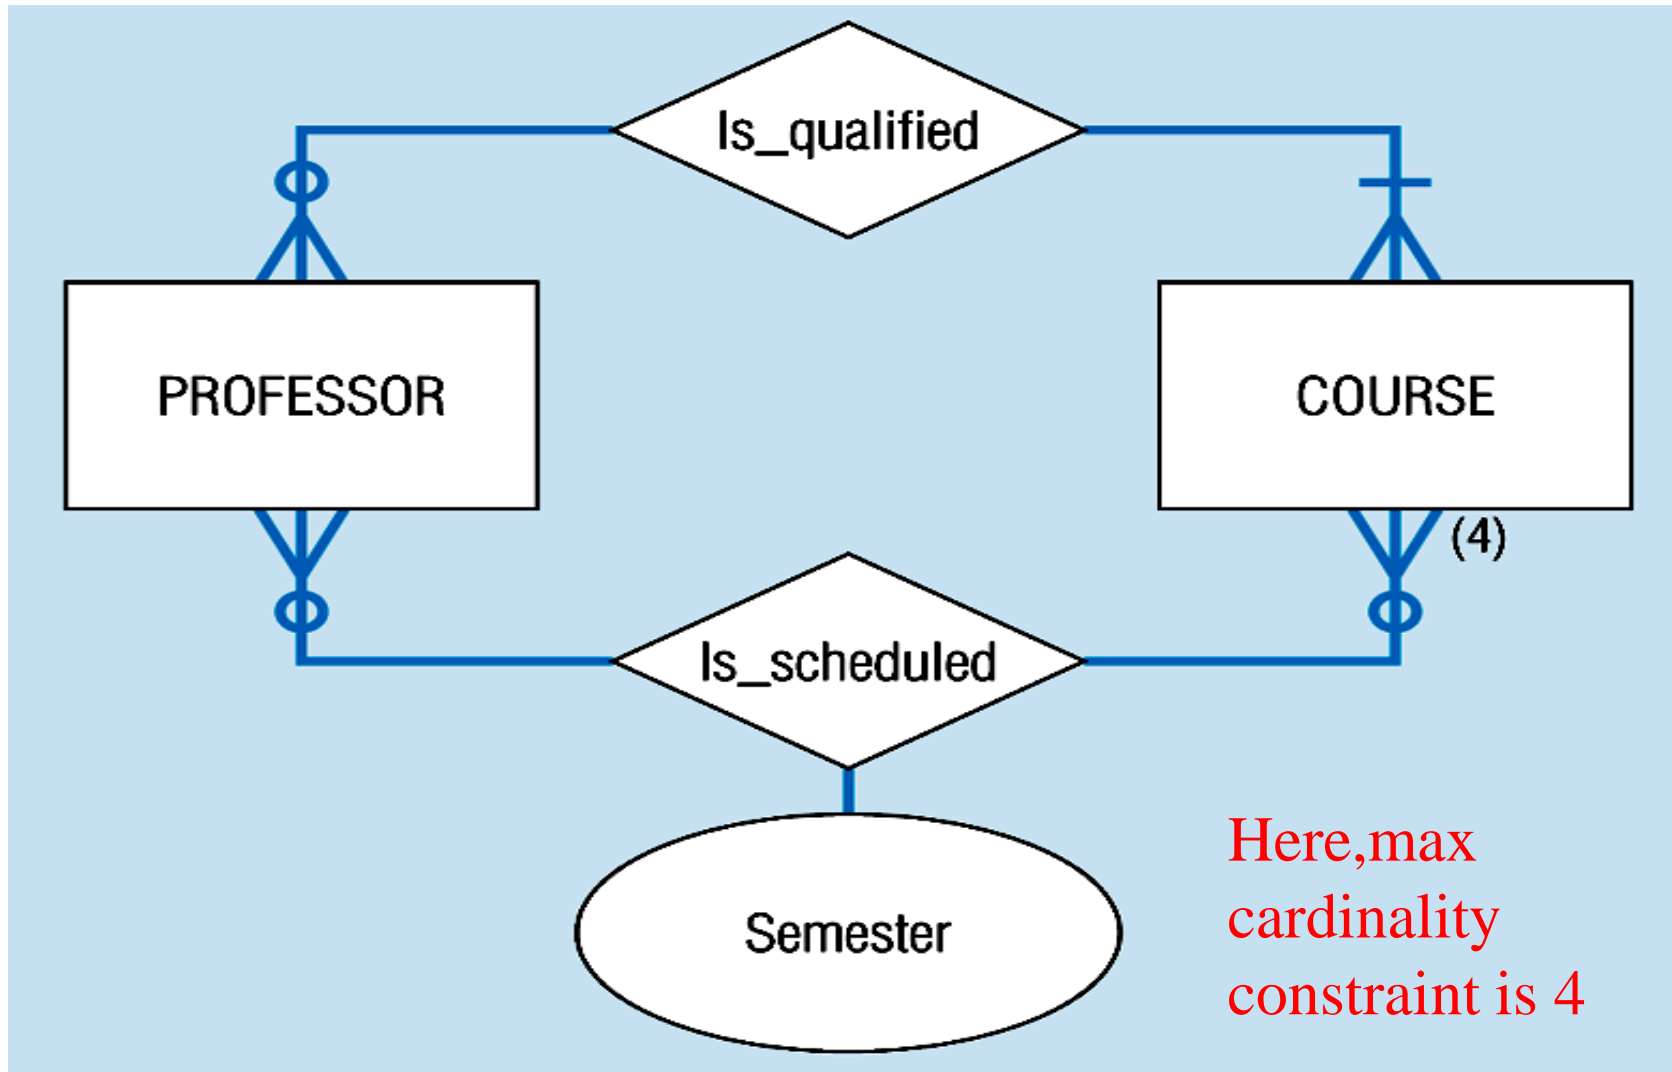 Is_qualified
PROFESSOR
COURSE
(4)
Is_scheduled
Semester
Here,max
cardinality
constraint is 4